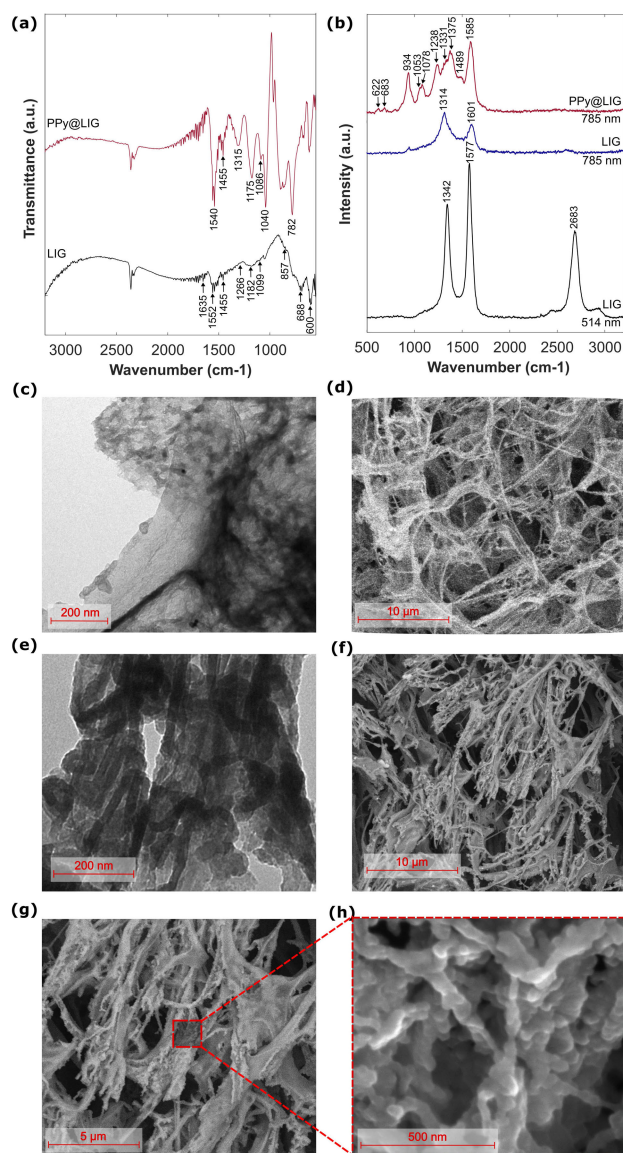 (a)
Transmittance (a.u.)
PPy@LIG
1540
1455
1315
1175
1086
1040
782
LIG
1635
1552
1455
1266
1182
1099
857
688
600
3200
2000
1500
1000
Wavenumber (cm-1)
(b)
Intensity (a.u.)
622
683
934
1053
1078
1238
1331
1375
1489
1585
PPy@LIG
785 nm
1314
1601
LIG
785 nm
1342
1577
2683
LIG
514 nm
500
1000
1500
2000
2500
3000
Wavenumber (cm-1)
(c)
200 nm
(d)
10 µm
(e)
200 nm
(f)
10 µm
(g)
5 µm
(h)
500 nm